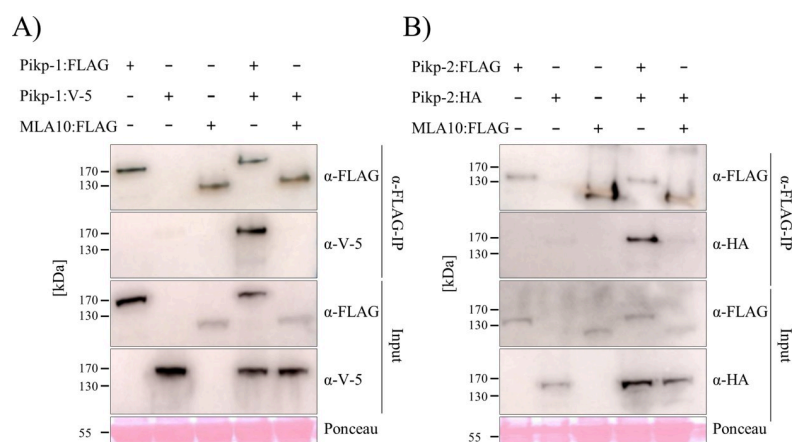 A)
Pikp-1:FLAG + – – + –
Pikp-1:V-5 – + – + +
MLA10:FLAG – – + – +
170
130
α-FLAG
170
130
α-V-5
α-FLAG-IP
[kDa]
170
130
α-FLAG
170
130
α-V-5
Input
55
Ponceau
B)
Pikp-2:FLAG + – – + –
Pikp-2:HA – + – + +
MLA10:FLAG – – + – +
170
130
α-FLAG
170
130
α-HA
α-FLAG-IP
[kDa]
170
130
α-FLAG
170
130
α-HA
Input
55
Ponceau